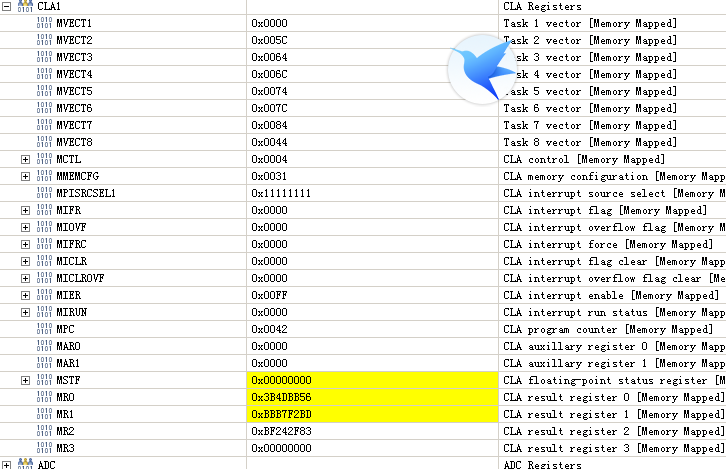 CLA1 CLA Registers
MVECT1 0x0000 Task 1 vector [Memory Mapped]
MVECT2 0x005C Task 2 vector [Memory Mapped]
MVECT3 0x0064 Task 3 vector [Memory Mapped]
MVECT4 0x006C Task 4 vector [Memory Mapped]
MVECT5 0x0074 Task 5 vector [Memory Mapped]
MVECT6 0x007C Task 6 vector [Memory Mapped]
MVECT7 0x0084 Task 7 vector [Memory Mapped]
MVECT8 0x0044 Task 8 vector [Memory Mapped]
MCTL 0x0004 CLA control [Memory Mapped]
MMEMCFG 0x0031 CLA memory configuration [Memory Mapp
MPISRCSEL1 0x11111111 CLA interrupt source select [Memory M
MIFR 0x0000 CLA interrupt flag [Memory Mapped]
MIOVF 0x0000 CLA interrupt overflow flag [Memory M
MIFRC 0x0000 CLA interrupt force [Memory Mapped]
MICLR 0x0000 CLA interrupt flag clear [Memory Mapp
MICLROVF 0x0000 CLA interrupt overflow flag clear [Me
MIER 0x00FF CLA interrupt enable [Memory Mapped]
MIRUN 0x0000 CLA interrupt run status [Memory Mapp
MPC 0x0042 CLA program counter [Memory Mapped]
MAR0 0x0000 CLA auxillary register 0 [Memory Mapp
MAR1 0x0000 CLA auxillary register 1 [Memory Mapp
MSTF 0x00000000 CLA floating-point status register [M
MR0 0x3B4DBB56 CLA result register 0 [Memory Mapped]
MR1 0xBBB7F2BD CLA result register 1 [Memory Mapped]
MR2 0xBF242F83 CLA result register 2 [Memory Mapped]
MR3 0x00000000 CLA result register 3 [Memory Mapped]
ADC ADC Registers